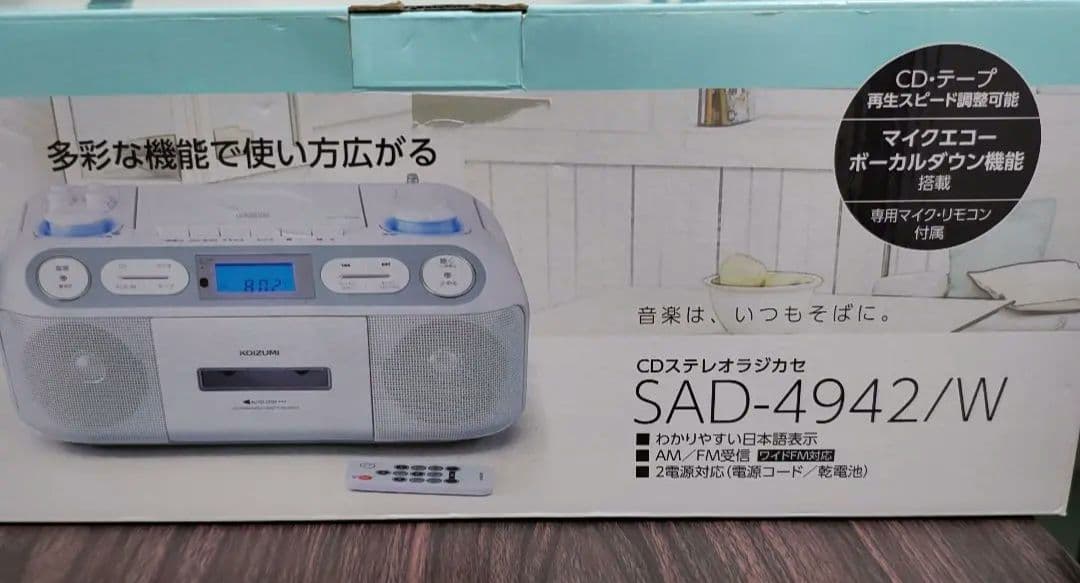 多彩な機能で使い方広がる
CD・テープ
再生スピード調整可能
マイクエコー
ボーカルダウン機能
搭載
専用マイク・リモコン
付属
802
KOIZUMI
音楽は、いつもそばに。
CDステレオラジカセ
SAD-4942/W
■ わかりやすい日本語表示
■ AM/FM受信 ワイドFM対応
■ 2電源対応(電源コード/乾電池)